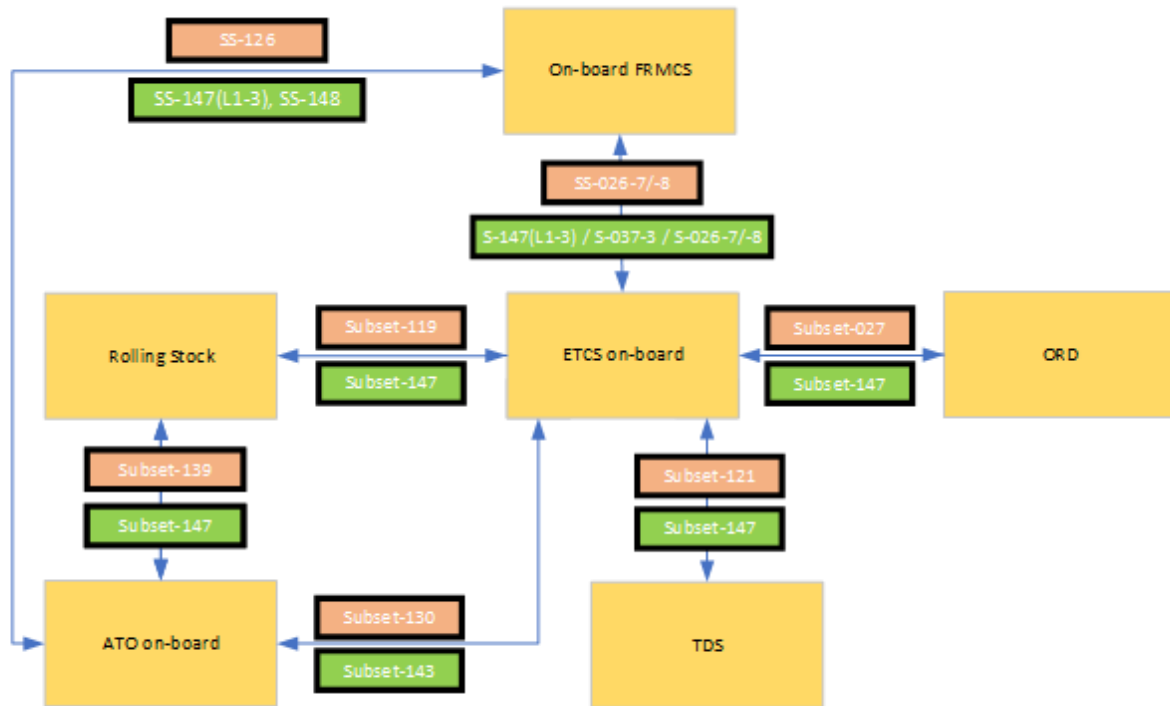 SS-126
On-board FRMCS
SS-147(L1-3), SS-148
SS-026-7/-8
S-147(L1-3) / S-037-3 / S-026-7/-8
Subset-119
Subset-027
Rolling Stock
ETCS on-board
ORD
Subset-147
Subset-147
Subset-139
Subset-121
Subset-147
Subset-147
Subset-130
ATO on-board
TDS
Subset-143